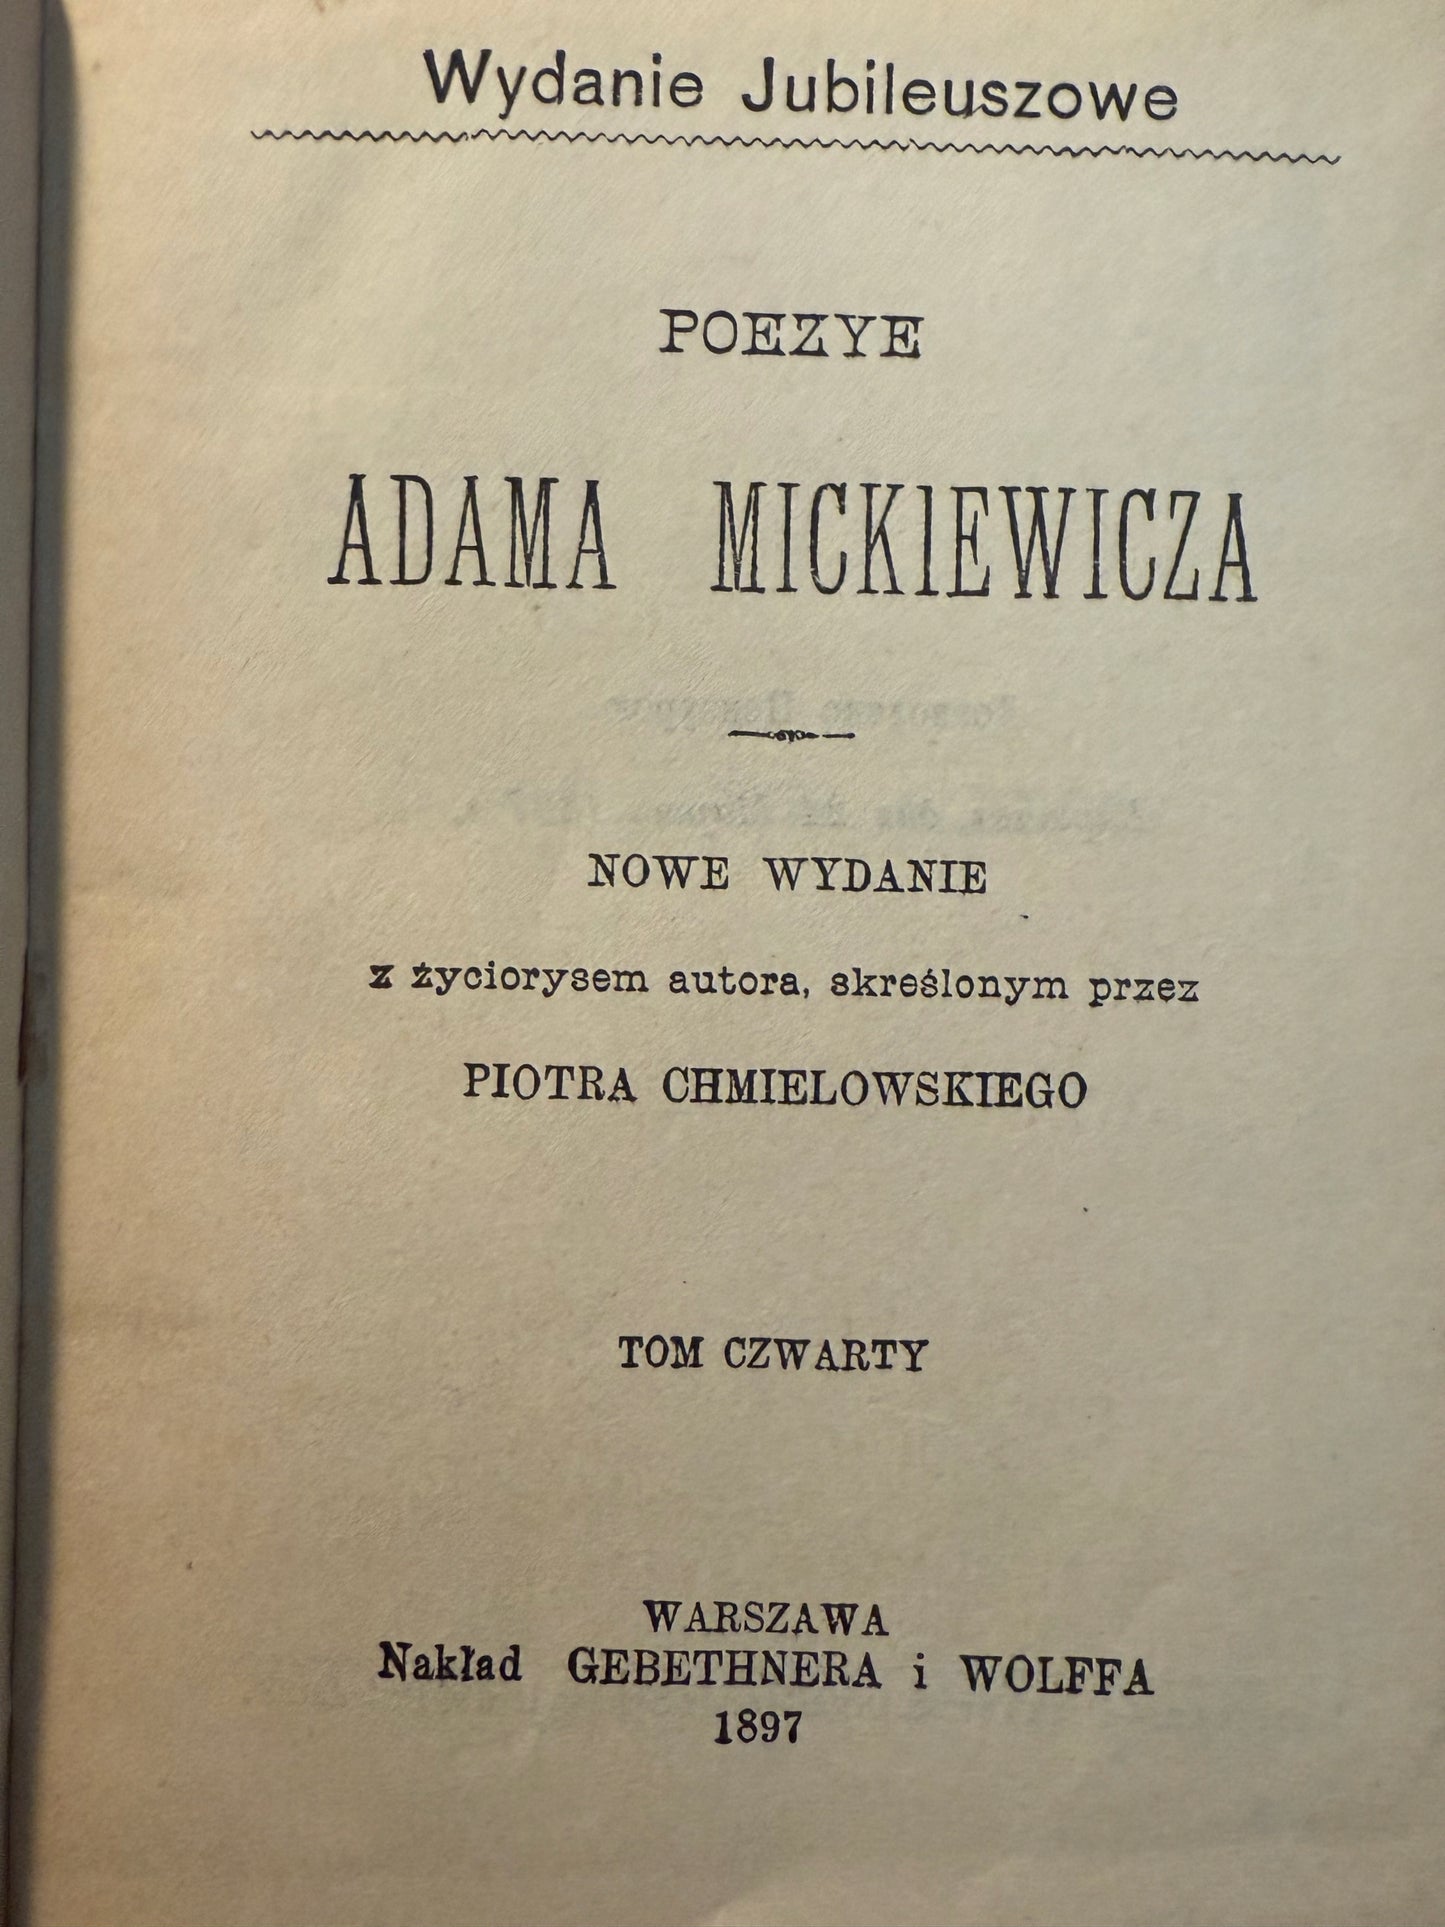 Wydanie Jubileuszowe
POEZYE
ADAMA MICKIEWICZA
NOWE WYDANIE
z życiorysem autora, skreślonym przez
PIOTRA CHMIELOWSKIEGO
TOM CZWARTY
WARSZAWA
Nakład GEBETHNERA i WOLFFA
1897